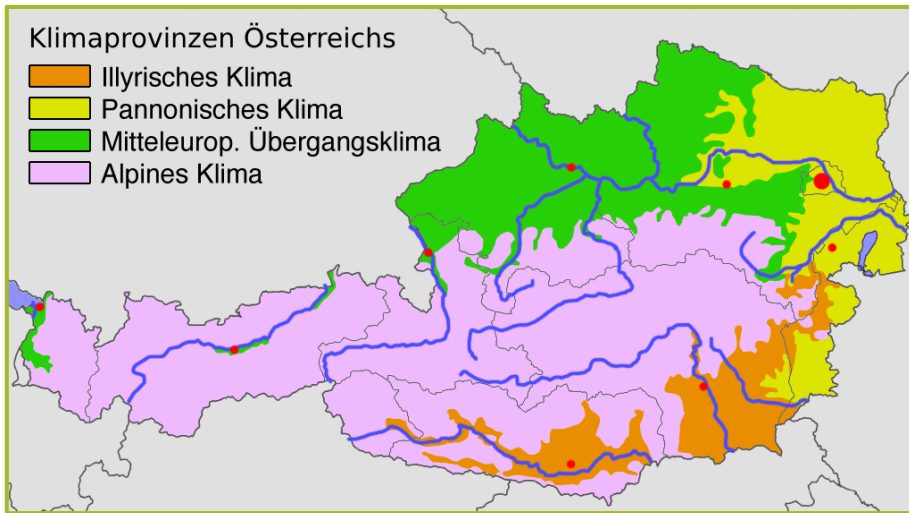 Klimaprovinzen Österreichs
Illyrisches Klima
Pannonisches Klima
Mitteleurop. Übergangsklima
Alpines Klima